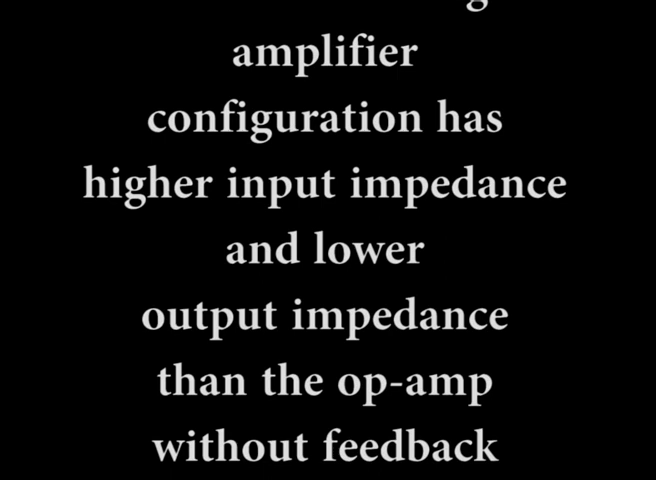 amplifier
configuration has
higher input impedance
and lower
output impedance
than the op-amp
without feedback